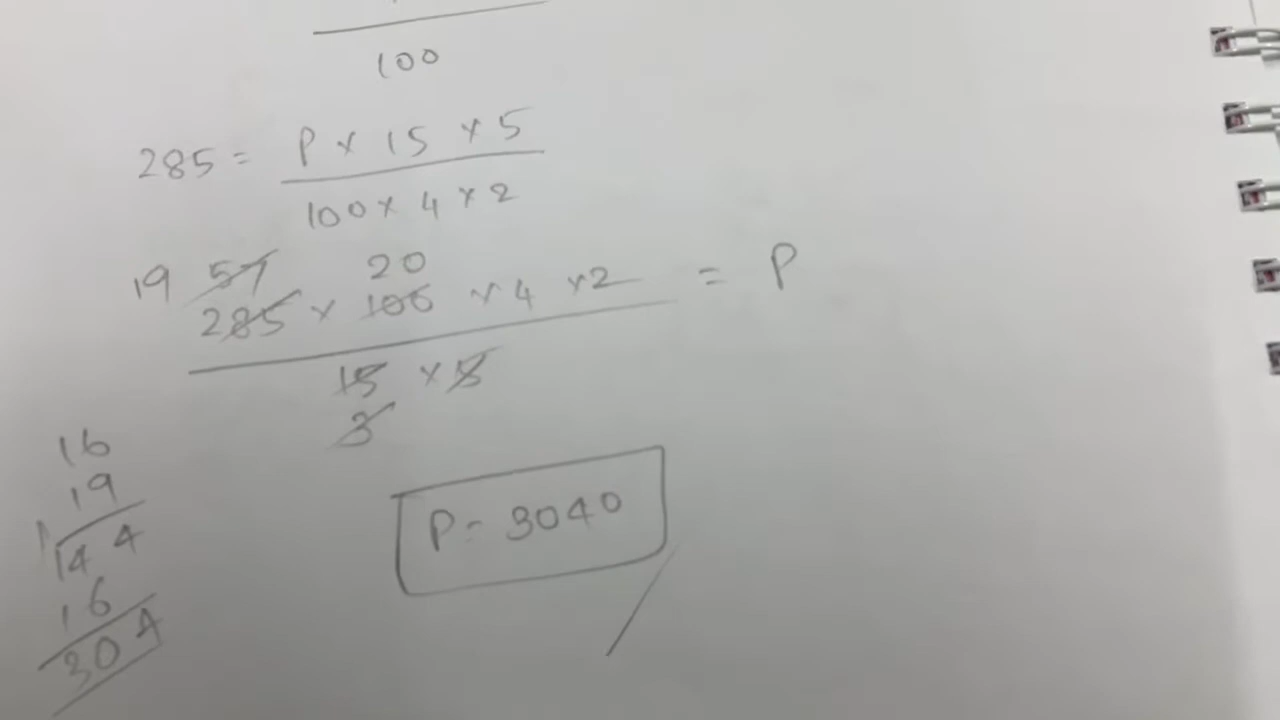 100
285 = P × 15 × 5
100 × 4 × 2
19 57 20
285 × 100 × 4 × 2 = P
15 × 5
3
16
19
1
144
16
304
P = 3040